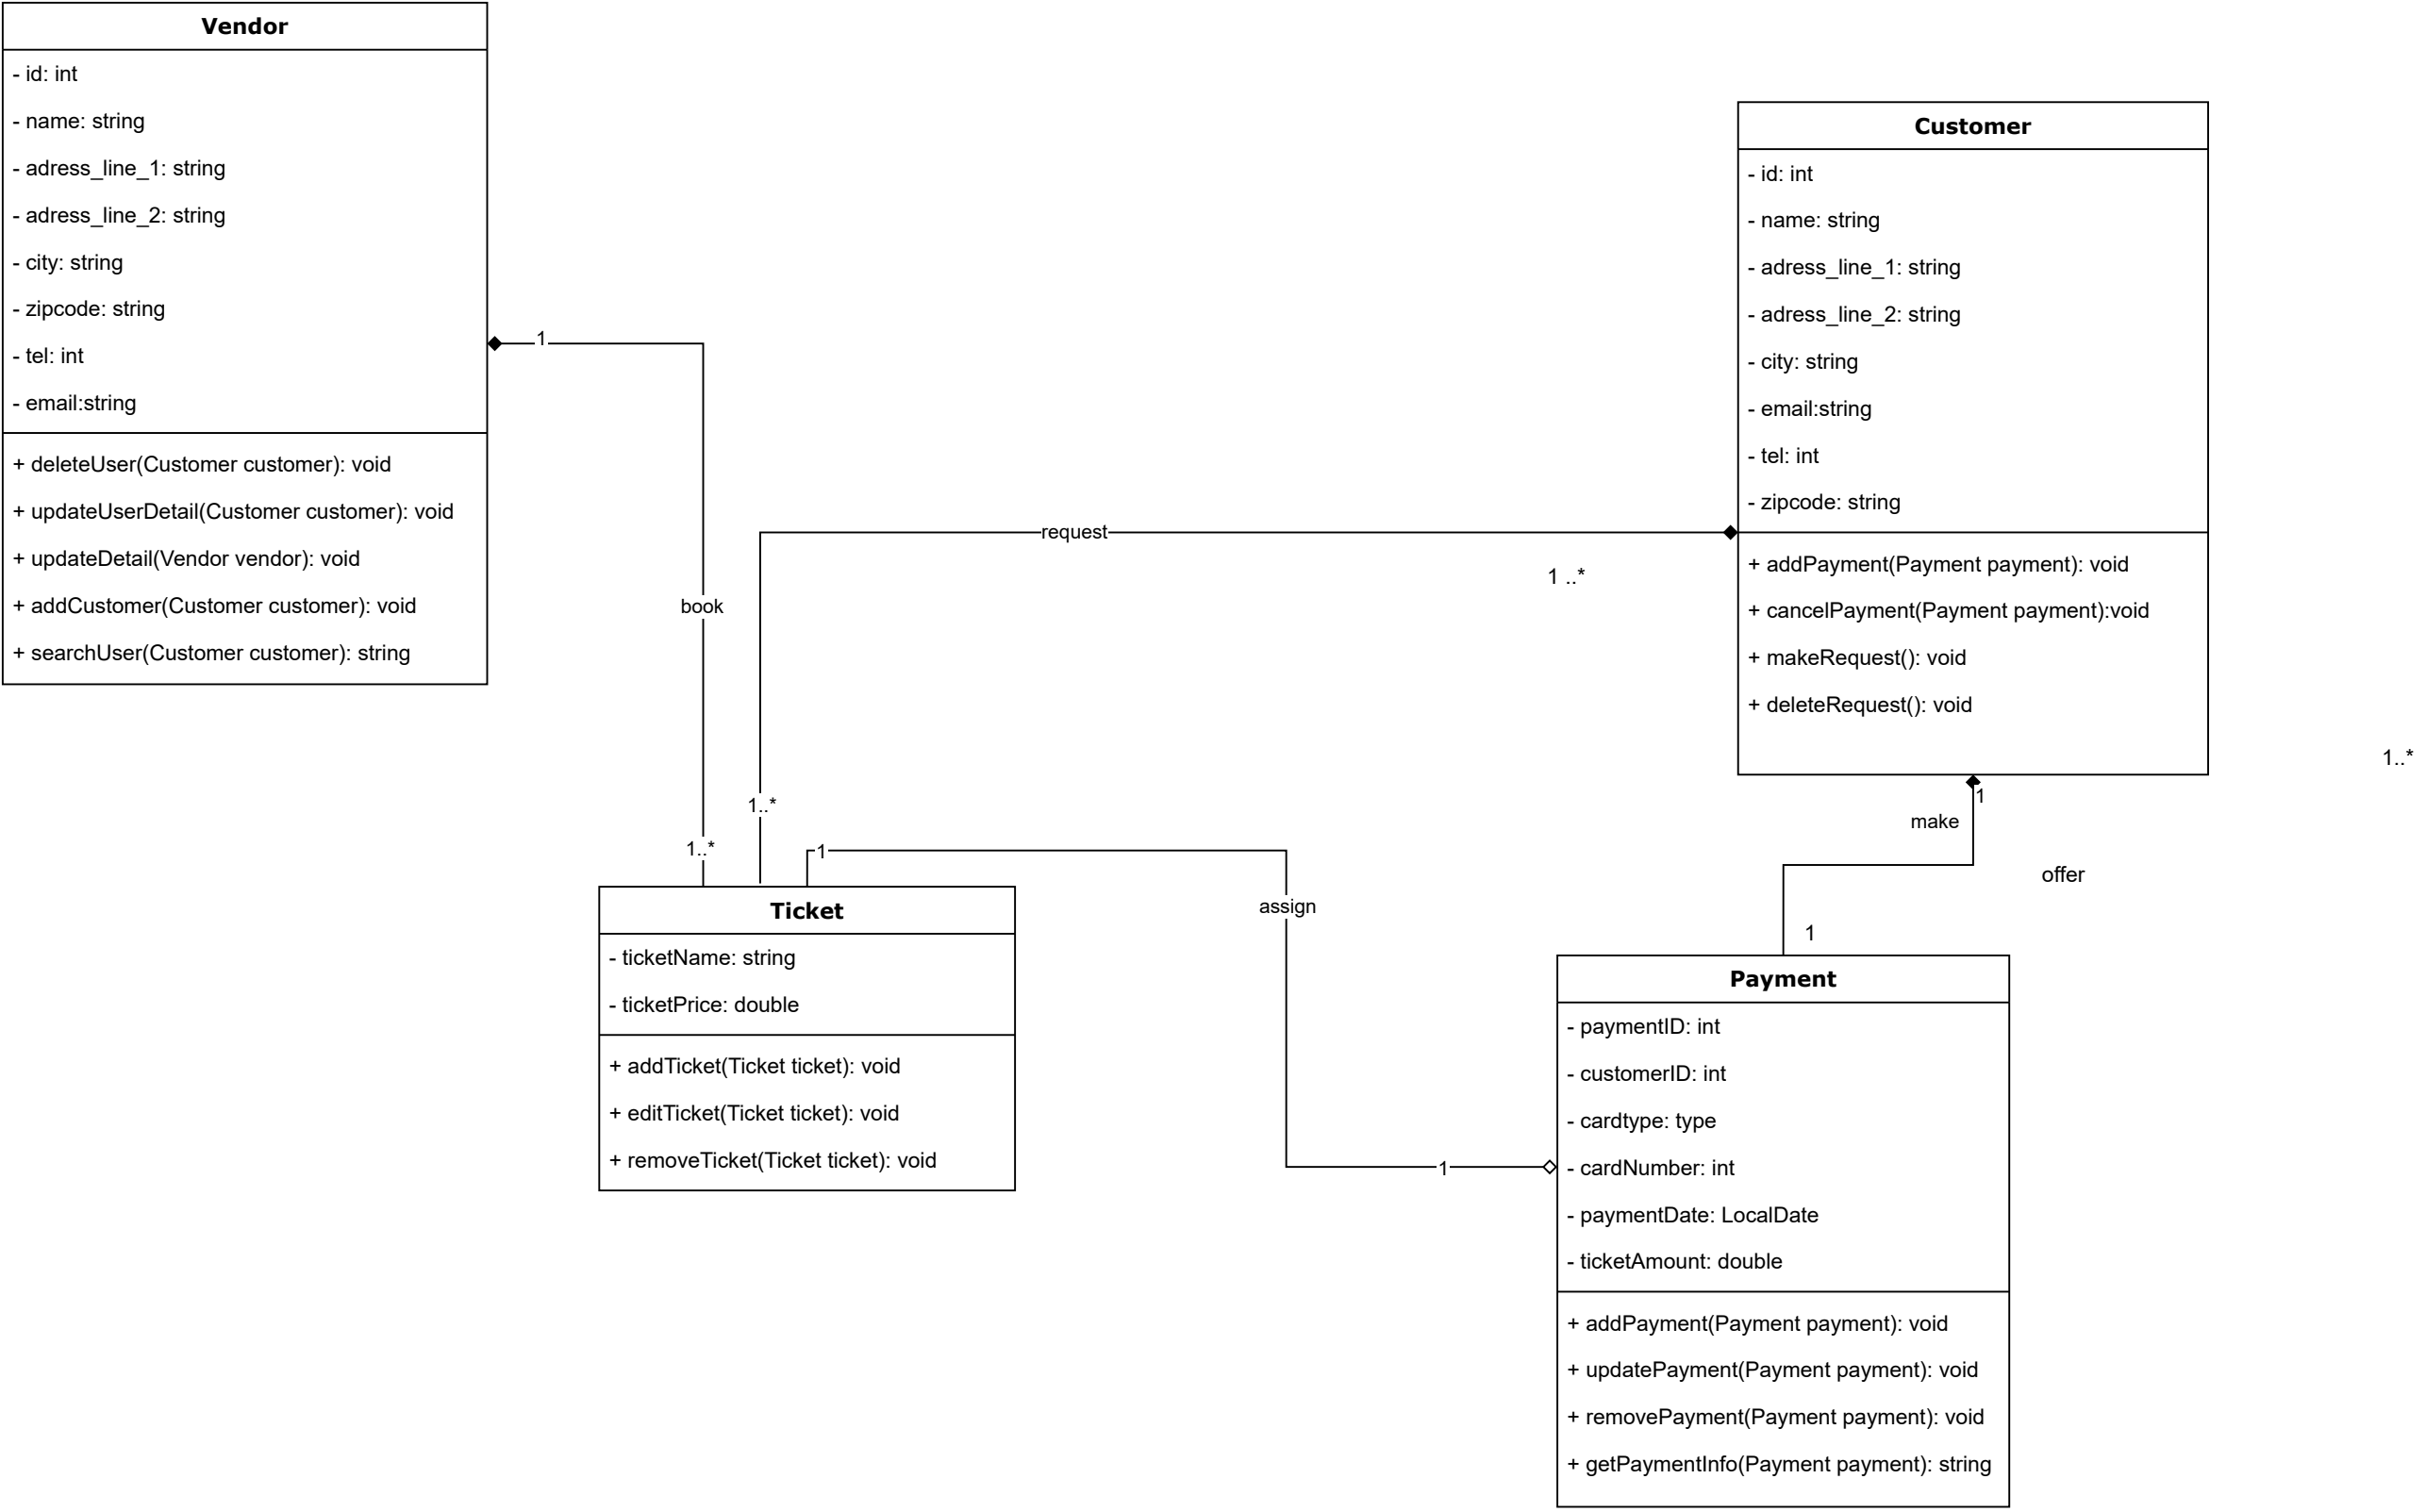 Vendor
- id: int
- name: string
- adress_line_1: string
- adress_line_2: string
- city: string
- zipcode: string
- tel: int
- email:string
+ deleteUser(Customer customer): void
+ updateUserDetail(Customer customer): void
+ updateDetail(Vendor vendor): void
+ addCustomer(Customer customer): void
+ searchUser(Customer customer): string
1
book
1..*
request
1..*
1 ..*
Customer
- id: int
- name: string
- adress_line_1: string
- adress_line_2: string
- city: string
- email:string
- tel: int
- zipcode: string
+ addPayment(Payment payment): void
+ cancelPayment(Payment payment):void
+ makeRequest(): void
+ deleteRequest(): void
1..*
1
make
offer
1
Ticket
- ticketName: string
- ticketPrice: double
+ addTicket(Ticket ticket): void
+ editTicket(Ticket ticket): void
+ removeTicket(Ticket ticket): void
1
assign
1
Payment
- paymentID: int
- customerID: int
- cardtype: type
- cardNumber: int
- paymentDate: LocalDate
- ticketAmount: double
+ addPayment(Payment payment): void
+ updatePayment(Payment payment): void
+ removePayment(Payment payment): void
+ getPaymentInfo(Payment payment): string